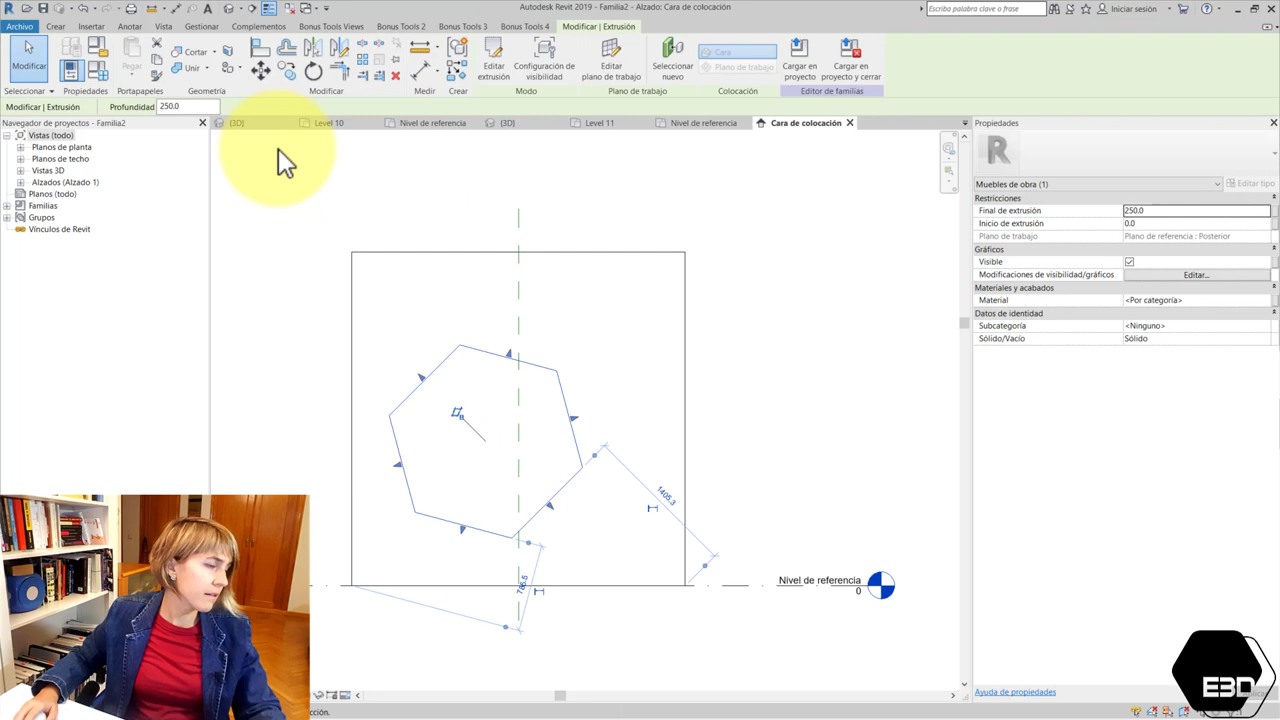 Autodesk Revit 2019 - Familia2 - Alzado: Cara de colocación
Escriba palabra clave o frase
Iniciar sesión
Archivo Crear Insertar Anotar Vista Gestionar Complementos Bonus Tools Views Bonus Tools 2 Bonus Tools 3 Bonus Tools 4 Modificar | Extrusión
Modificar
Pegar
Cortar
Unir
Editar extrusión
Configuración de visibilidad
Editar plano de trabajo
Seleccionar nuevo
Cara
Plano de trabajo
Cargar en proyecto
Cargar en proyecto y cerrar
Seleccionar Propiedades Portapapeles Geometría Modificar Medir Crear Modo Plano de trabajo Colocación Editor de familias
Modificar | Extrusión Profundidad 250.0
Navegador de proyectos - Familia2
{3D} Level 10 Nivel de referencia {3D} Level 11 Nivel de referencia Cara de colocación
Vistas (todo)
Planos de planta
Planos de techo
Vistas 3D
Alzados (Alzado 1)
Planos (todo)
Familias
Grupos
Vínculos de Revit
Propiedades
R
Muebles de obra (1)
Editar tipo
Restricciones
Final de extrusión 250.0
Inicio de extrusión 0.0
Plano de trabajo Plano de referencia : Posterior
Gráficos
Visible
Modificaciones de visibilidad/gráficos Editar...
Materiales y acabados
Material <Por categoría>
Datos de identidad
Subcategoría <Ninguno>
Sólido/Vacío Sólido
1405.3
Nivel de referencia
0
Ayuda de propiedades
EBD